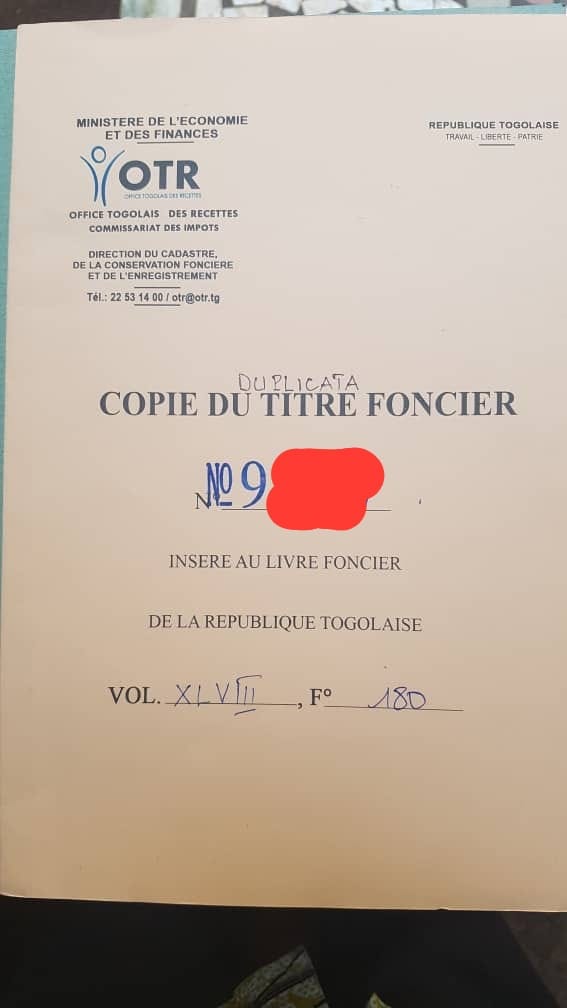 MINISTERE DE L'ECONOMIE
ET DES FINANCES
OTR
OFFICE TOGOLAIS DES RECETTES
OFFICE TOGOLAIS DES RECETTES
COMMISSARIAT DES IMPOTS
DIRECTION DU CADASTRE,
DE LA CONSERVATION FONCIERE
ET DE L'ENREGISTREMENT
Tél.: 22 53 14 00 / otr@otr.tg
REPUBLIQUE TOGOLAISE
TRAVAIL - LIBERTE - PATRIE
DUPLICATA
COPIE DU TITRE FONCIER
N° No 9
INSERE AU LIVRE FONCIER
DE LA REPUBLIQUE TOGOLAISE
VOL. XLVIII, F° 180